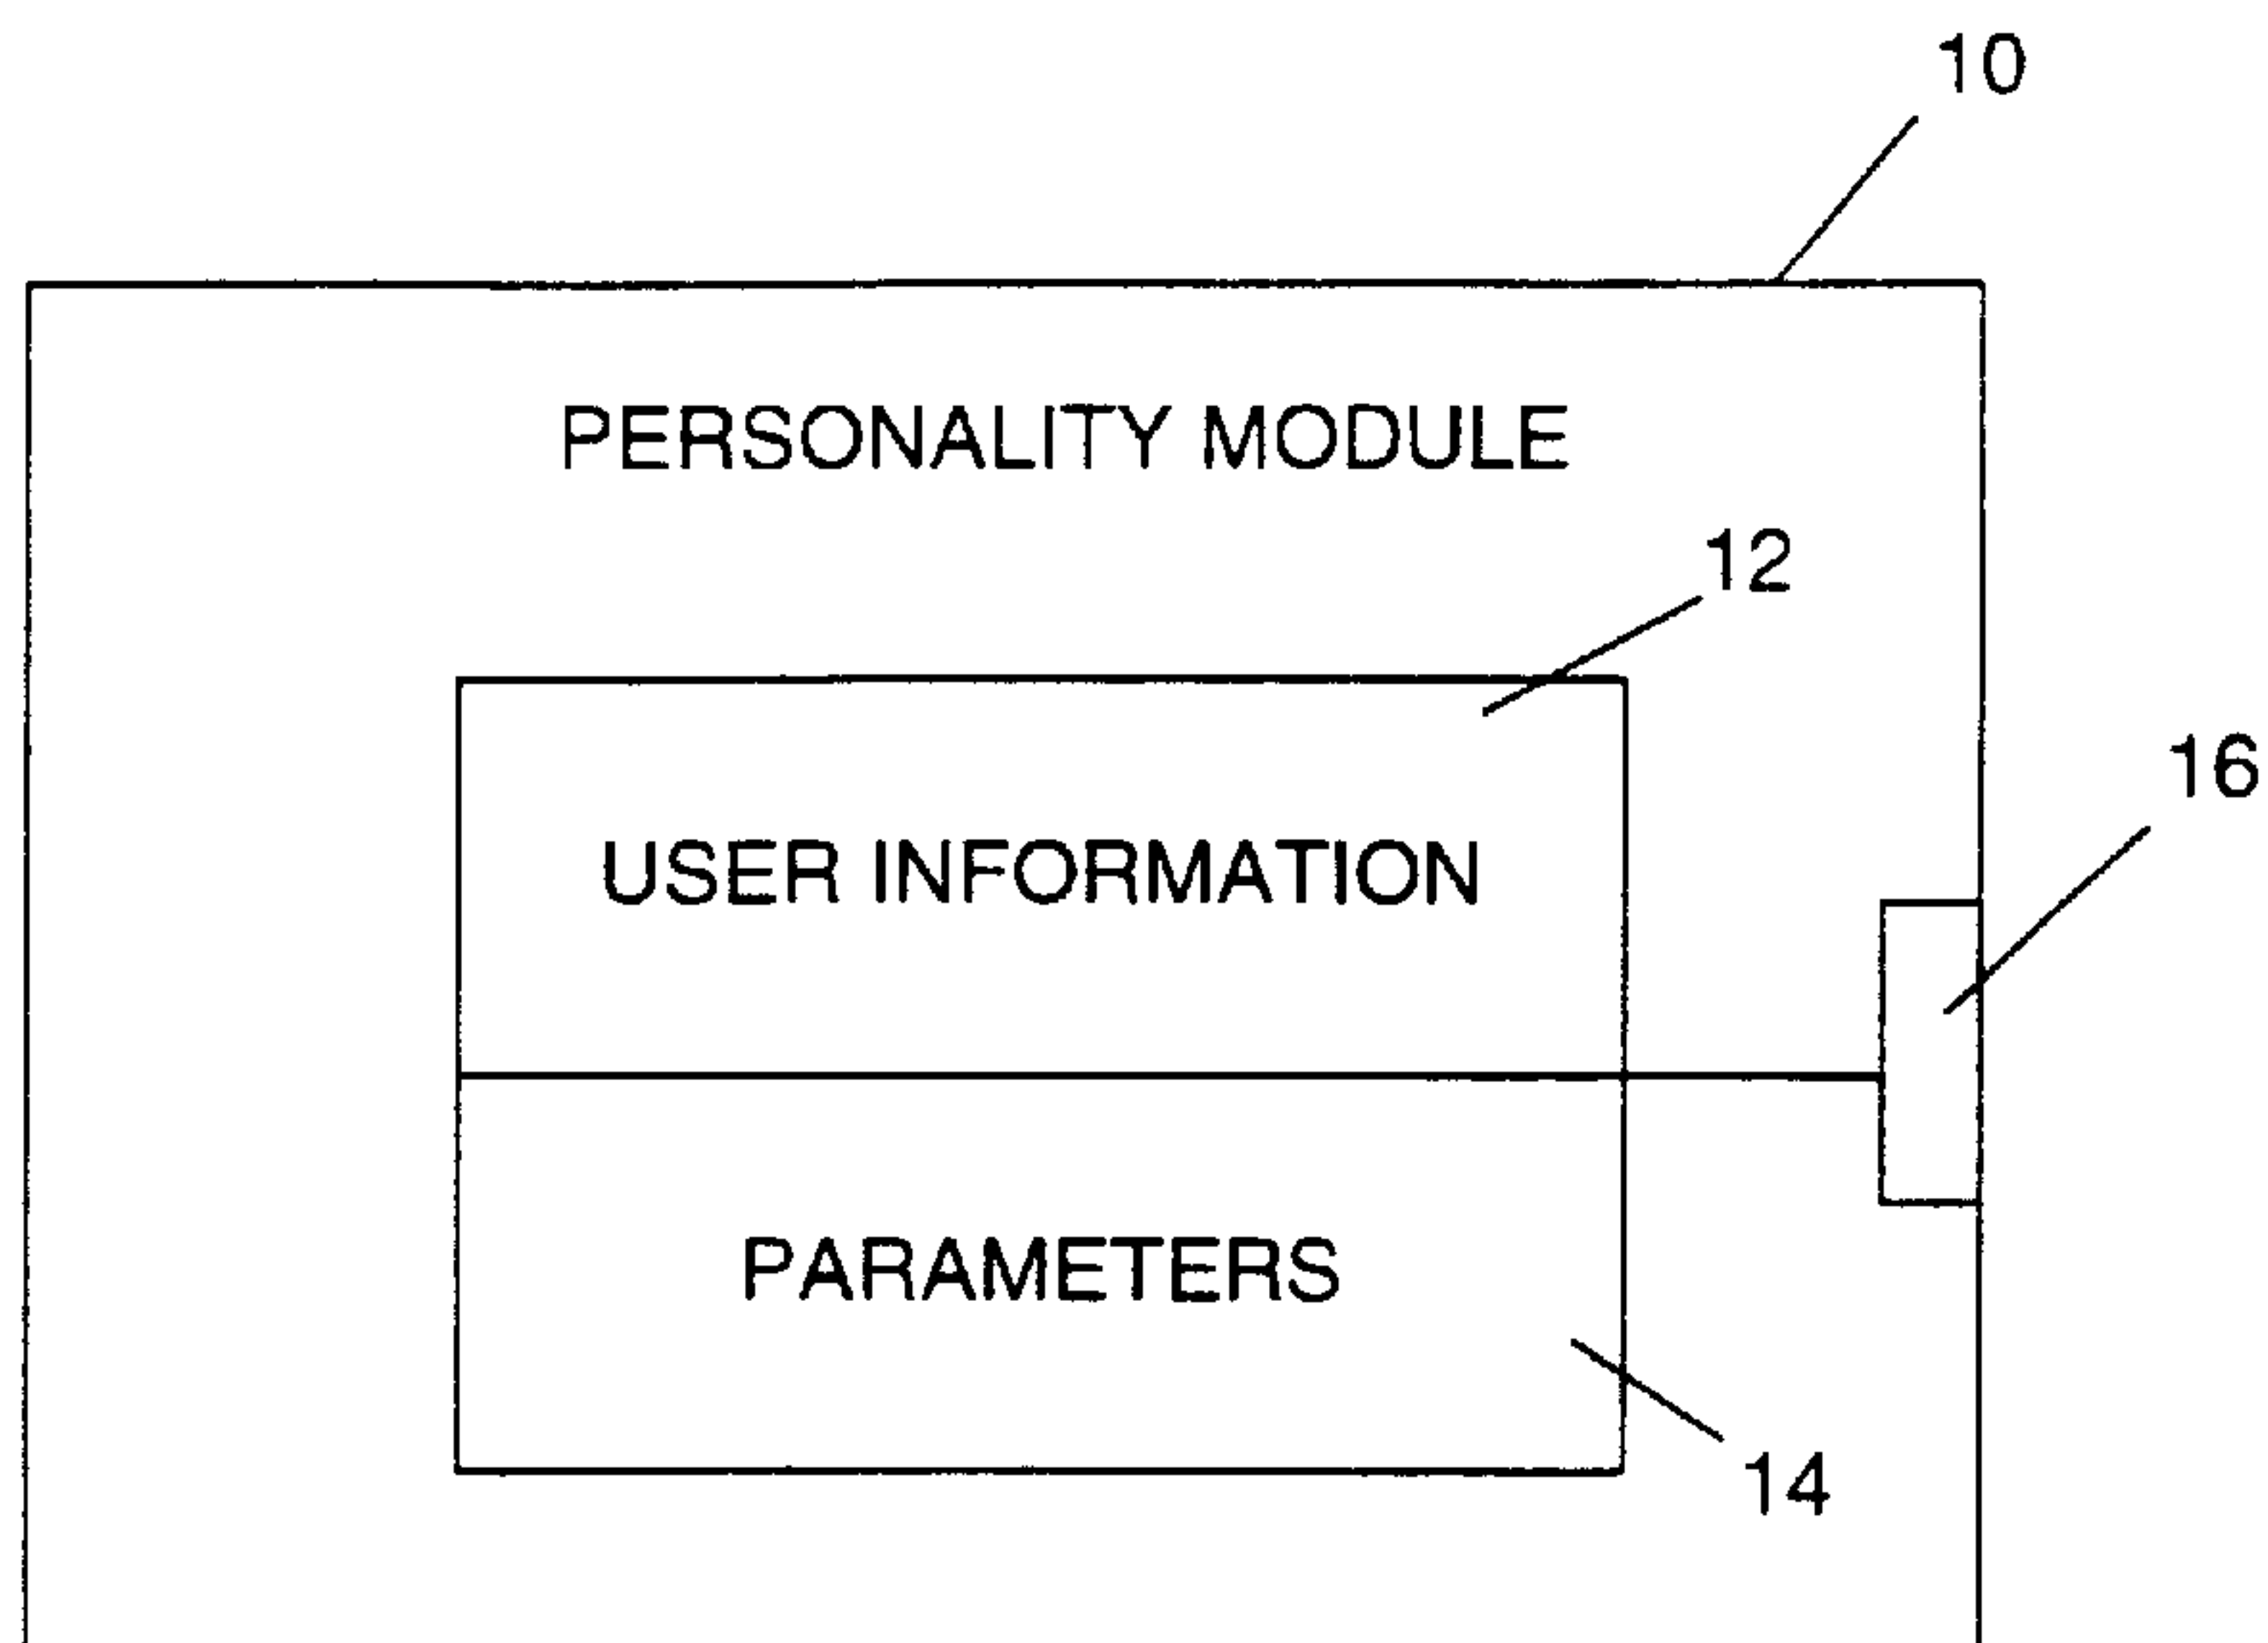 10
PERSONALITY MODULE
12
16
USER INFORMATION
PARAMETERS
14